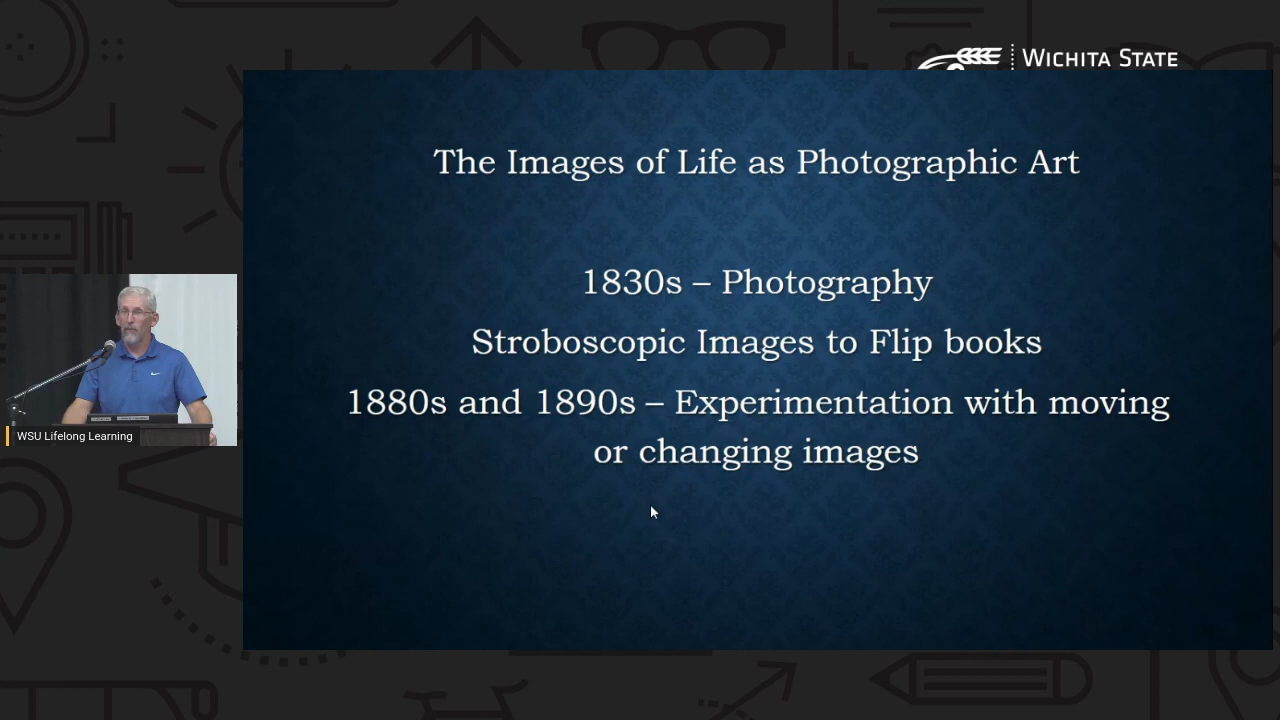 WICHITA STATE
The Images of Life as Photographic Art
1830s – Photography
Stroboscopic Images to Flip books
1880s and 1890s – Experimentation with moving
or changing images
WSU Lifelong Learning